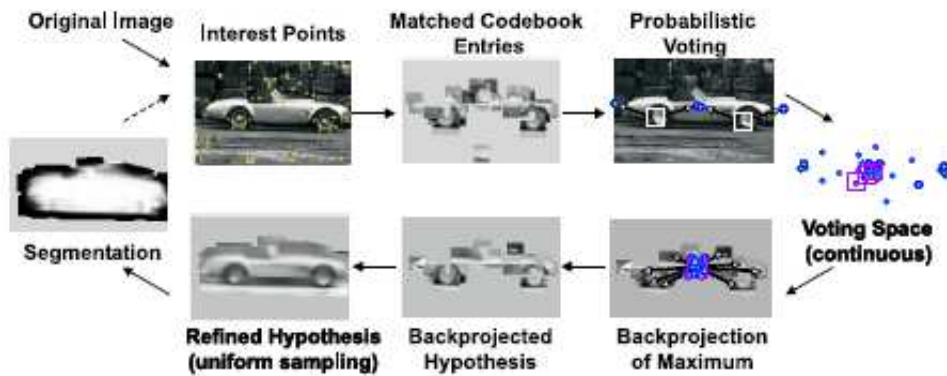 Original Image
Interest Points
Matched Codebook
Entries
Probabilistic
Voting
Voting Space
(continuous)
Segmentation
Refined Hypothesis
(uniform sampling)
Backprojected
Hypothesis
Backprojection
of Maximum